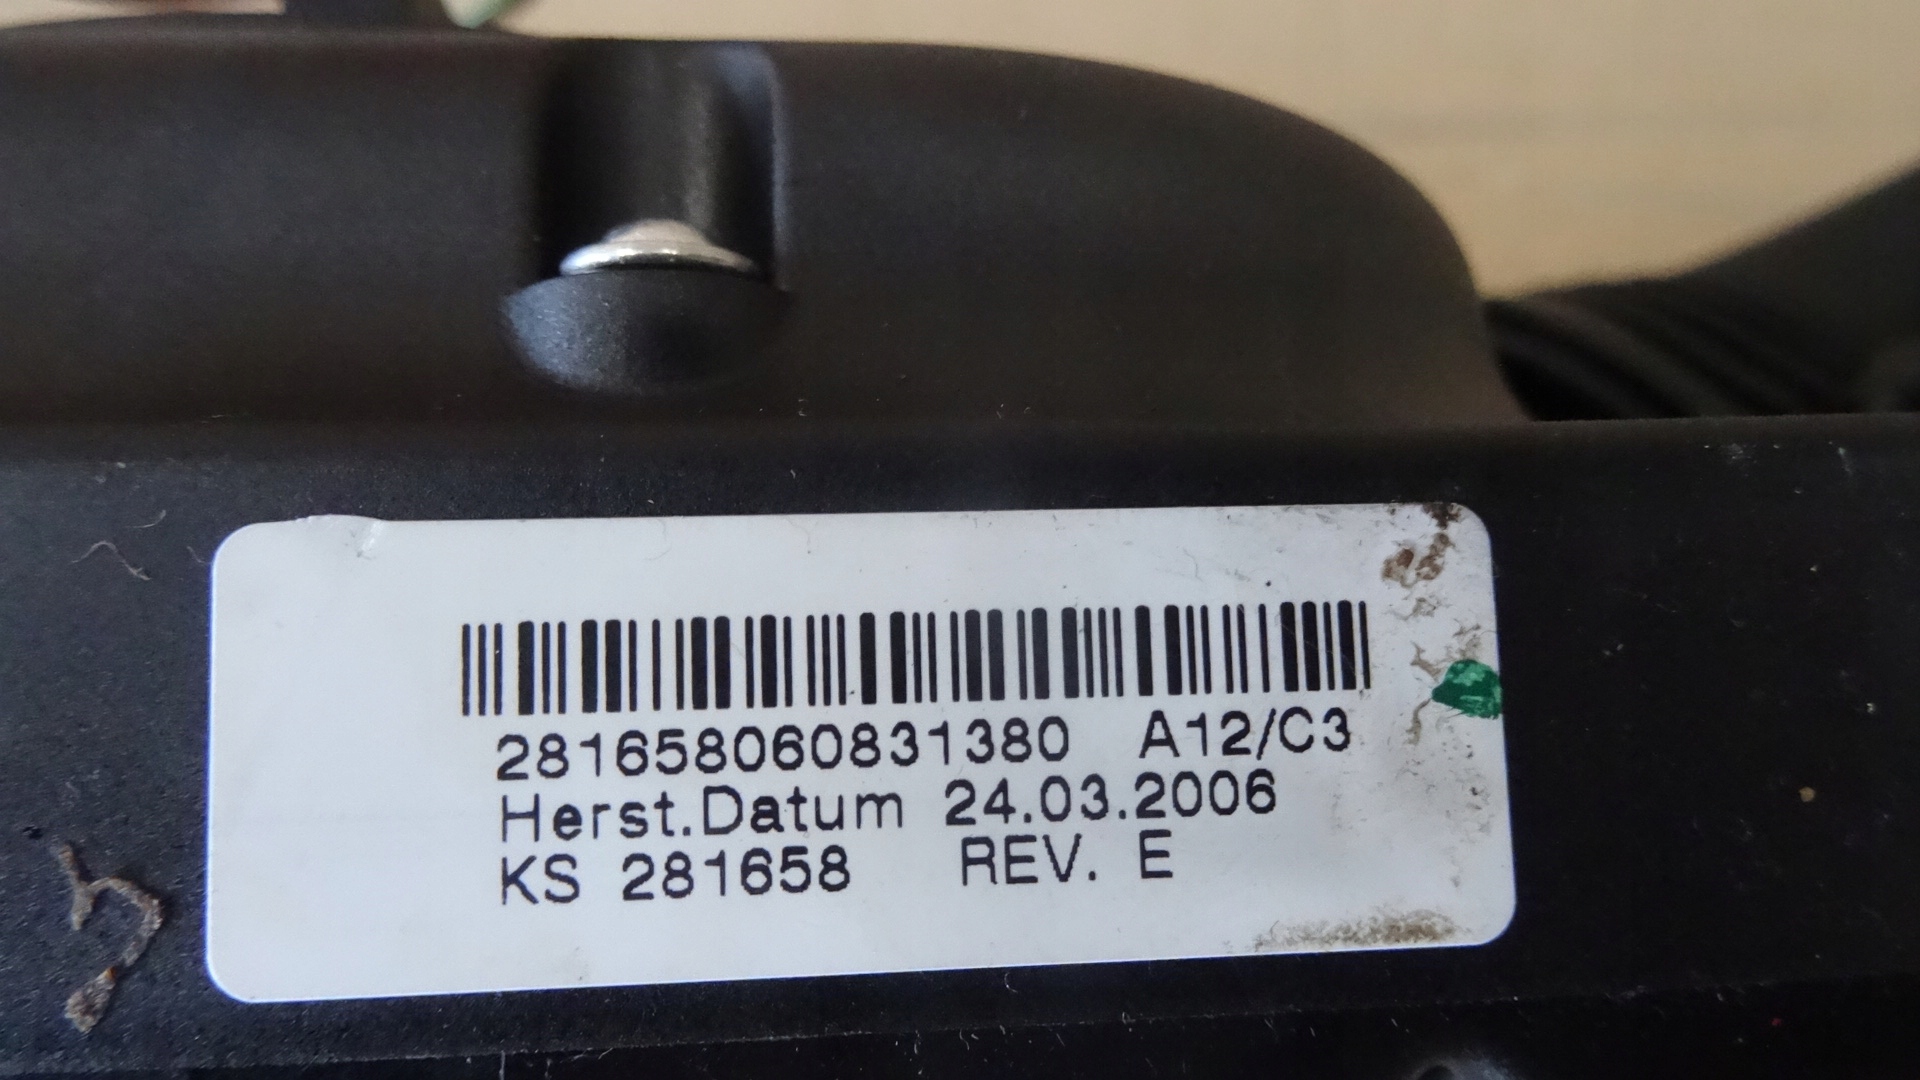 281658060831380 A12/C3
Herst.Datum 24.03.2006
KS 281658 REV. E